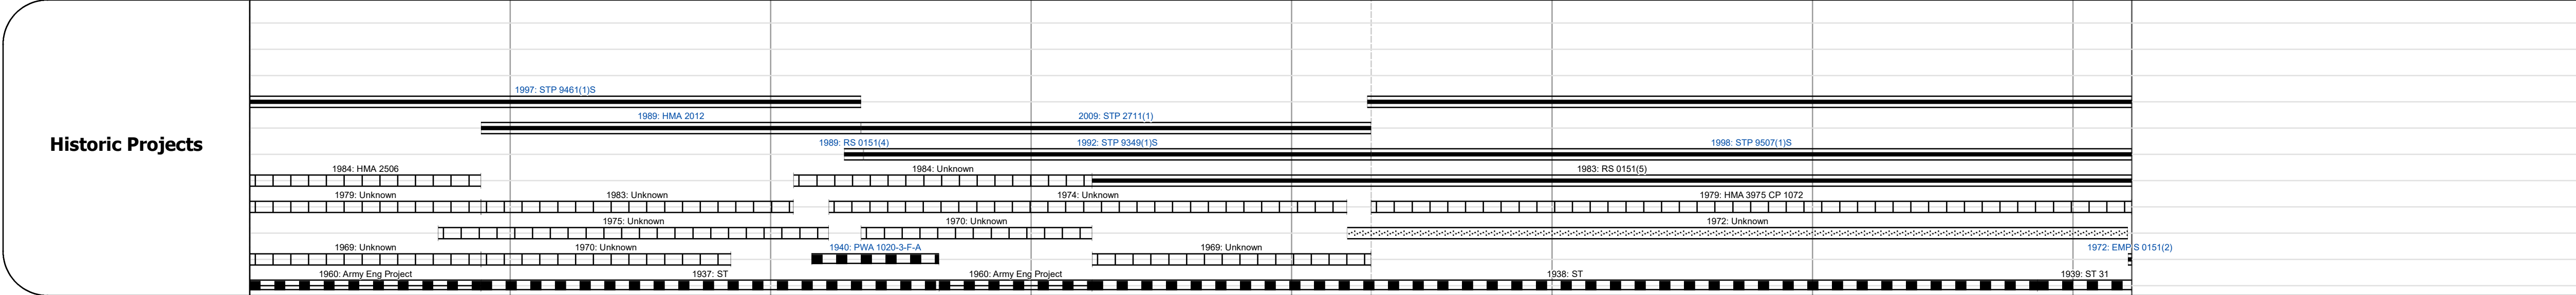 1997: STP 9461(1)S
1989: HMA 2012 2009: STP 2711(1)
1989: RS 0151(4) 1992: STP 9349(1)S 1998: STP 9507(1)S
Historic Projects
1984: HMA 2506 1984: Unknown 1983: RS 0151(5)
1979: Unknown 1983: Unknown 1974: Unknown 1979: HMA 3975 CP 1072
1975: Unknown 1970: Unknown 1972: Unknown
1969: Unknown 1970: Unknown 1940: PWA 1020-3-F-A 1969: Unknown 1972: EMP S 0151(2)
1960: Army Eng Project 1937: ST 1960: Army Eng Project 1938: ST 1939: ST 31